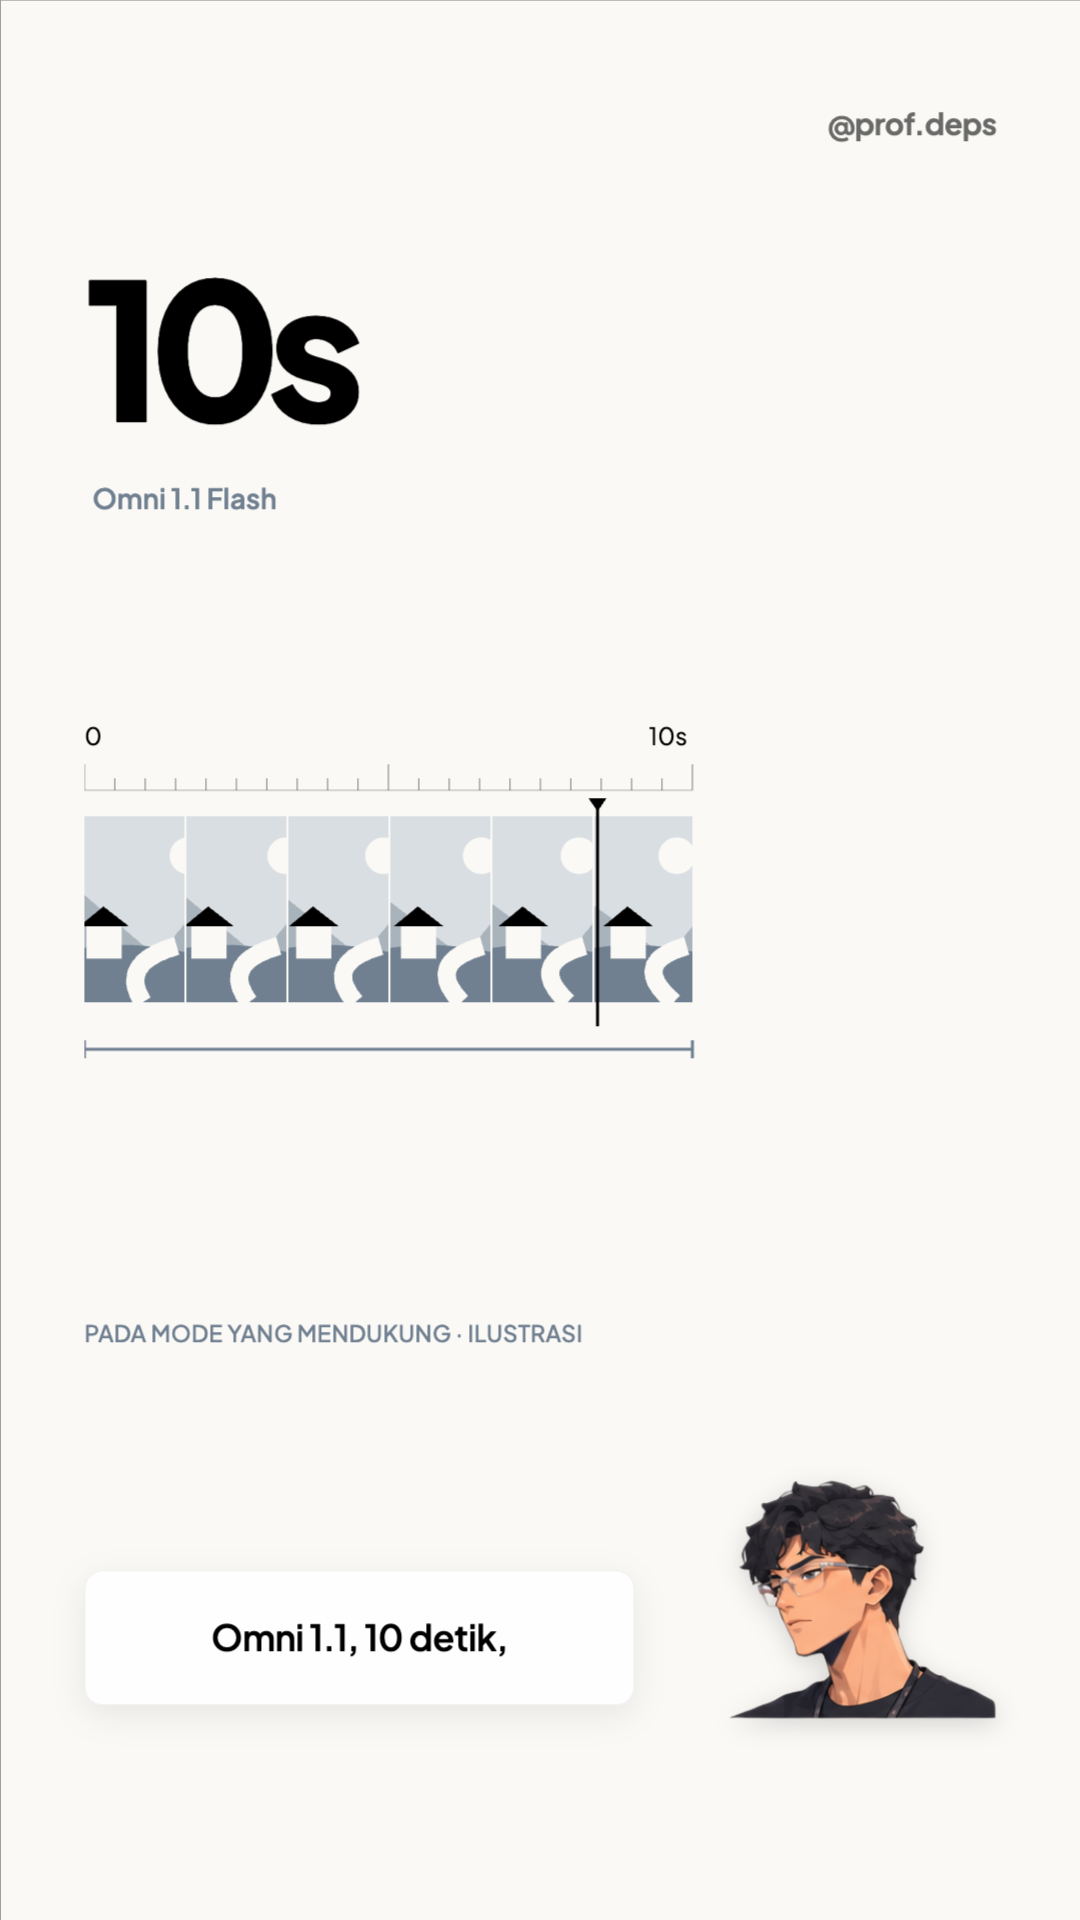 @prof.deps
10s
Omni 1.1 Flash
0 10s
PADA MODE YANG MENDUKUNG · ILUSTRASI
Omni 1.1, 10 detik,